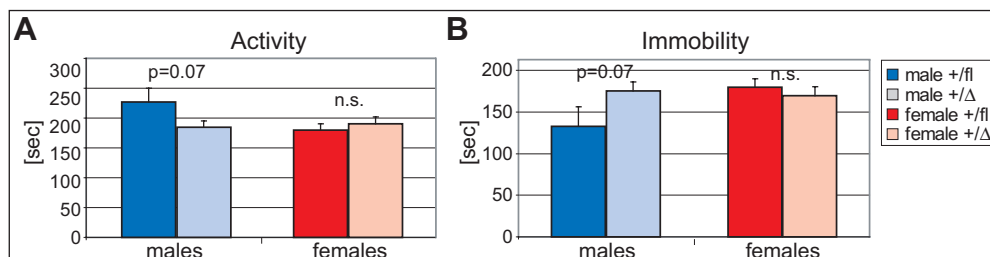 A
Activity
[sec]
300
250
200
150
100
50
0
p=0.07
n.s.
males
females
B
Immobility
[sec]
200
150
100
50
0
p=0.07
n.s.
males
females
male +/fl
male +/Δ
female +/fl
female +/Δ